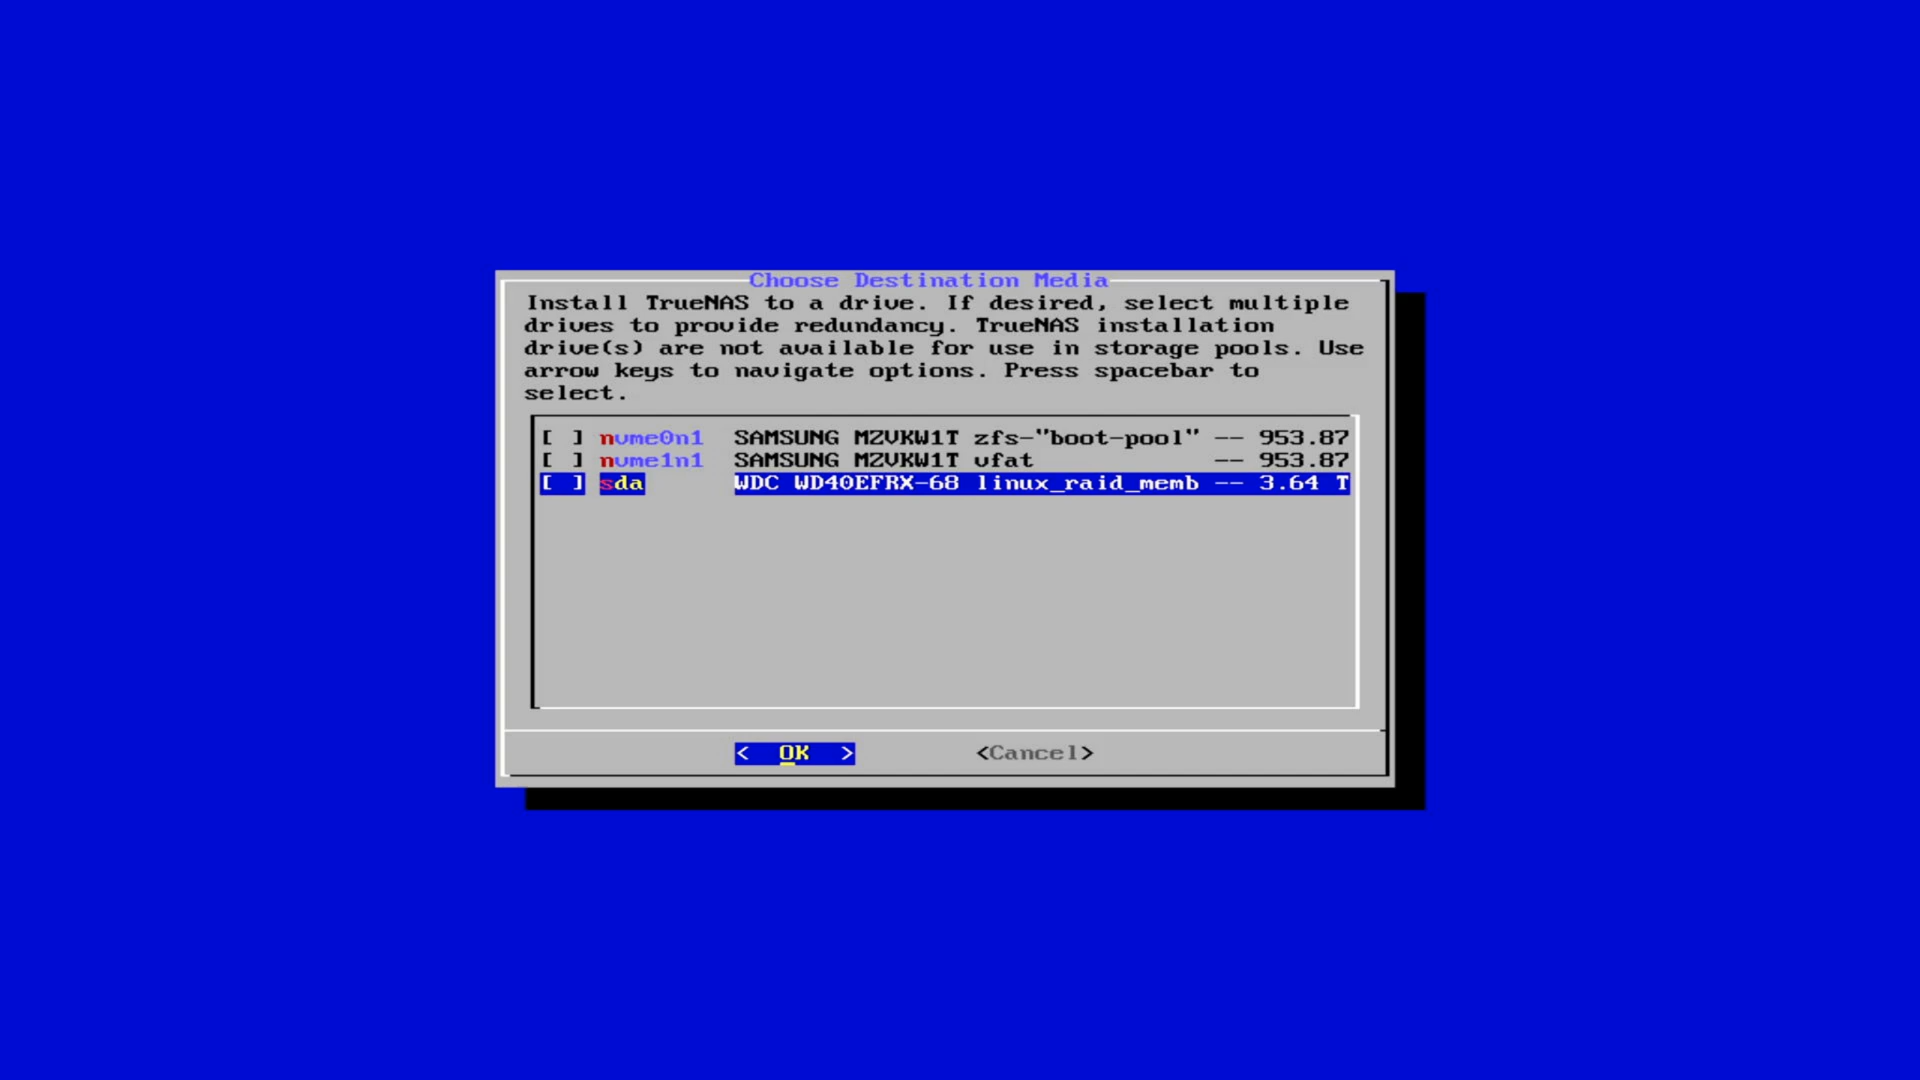 Choose Destination Media
Install TrueNAS to a drive. If desired, select multiple
drives to provide redundancy. TrueNAS installation
drive(s) are not available for use in storage pools. Use
arrow keys to navigate options. Press spacebar to
select.
[ ] nvme0n1 SAMSUNG MZVKW1T zfs-"boot-pool" -- 953.87
[ ] nvme1n1 SAMSUNG MZVKW1T vfat -- 953.87
[ ] sda WDC WD40EFRX-68 linux_raid_memb -- 3.64 T
< OK > <Cancel>